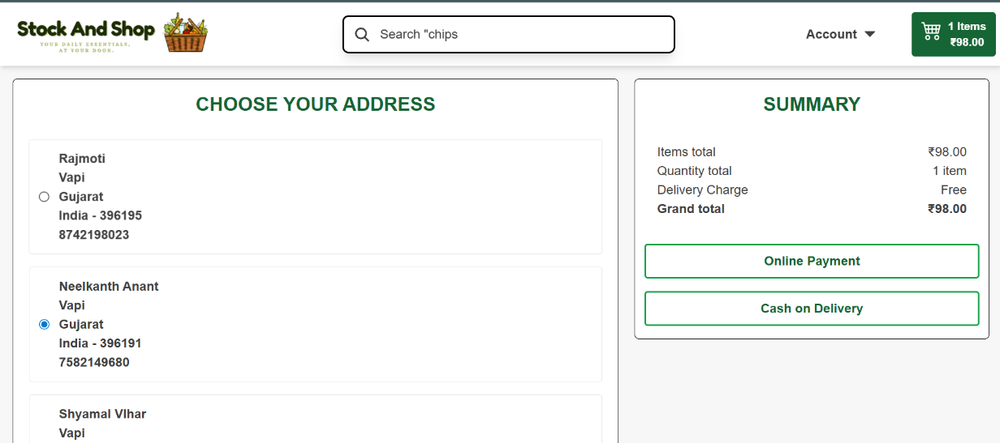 Stock And Shop
YOUR DAILY ESSENTIALS,
AT YOUR DOOR.
Search "chips
Account
1 Items
₹98.00
CHOOSE YOUR ADDRESS
Rajmoti
Vapi
Gujarat
India - 396195
8742198023
Neelkanth Anant
Vapi
Gujarat
India - 396191
7582149680
Shyamal VIhar
Vapi
SUMMARY
Items total ₹98.00
Quantity total 1 item
Delivery Charge Free
Grand total ₹98.00
Online Payment
Cash on Delivery